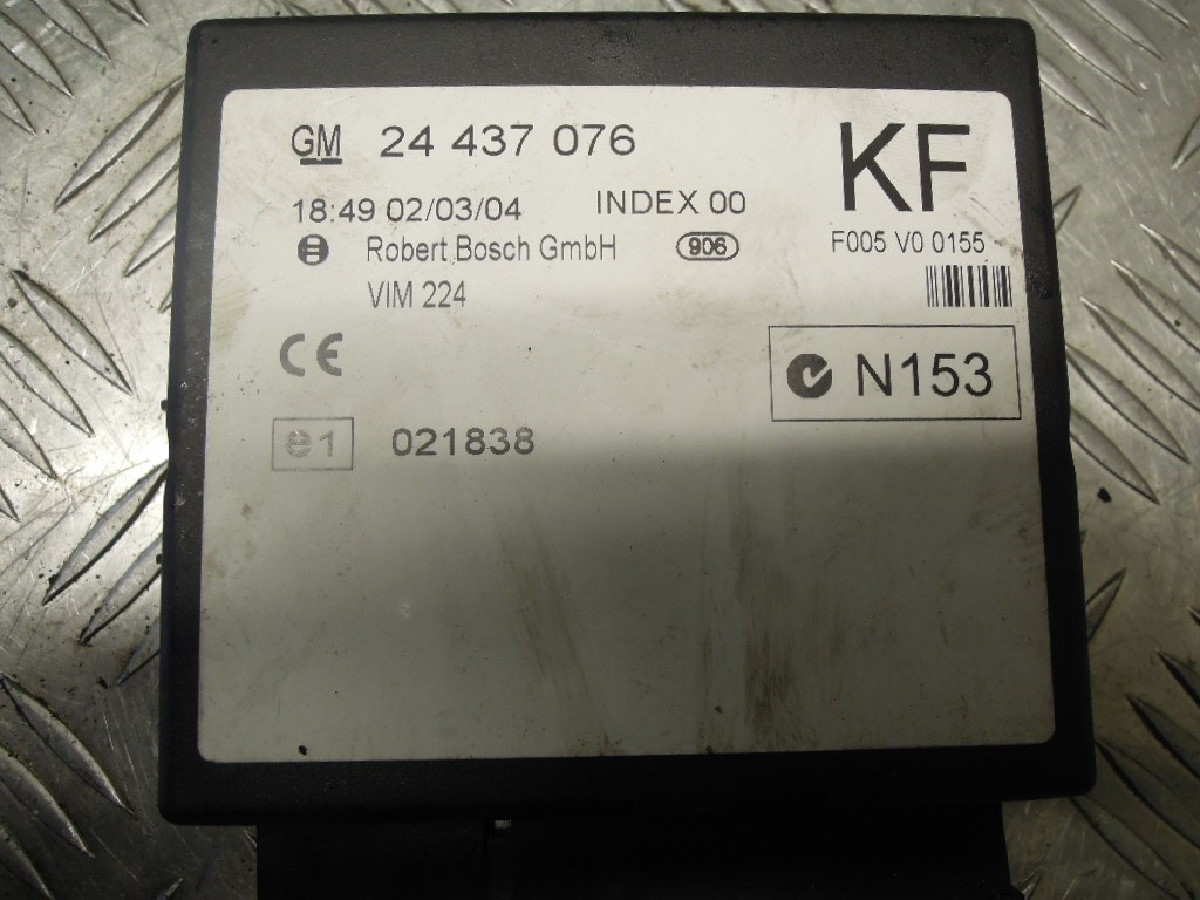 GM 24 437 076 KF
18:49 02/03/04 INDEX 00
Robert Bosch GmbH 906 F005 V0 0155
VIM 224
CE
N153
e1 021838